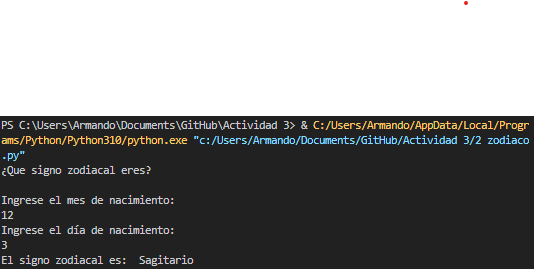 PS C:\Users\Armando\Documents\GitHub\Actividad 3> & C:/Users/Armando/AppData/Local/Progr
ams/Python/Python310/python.exe "c:/Users/Armando/Documents/GitHub/Actividad 3/2 zodiaco
.py"
¿Que signo zodiacal eres?
Ingrese el mes de nacimiento:
12
Ingrese el día de nacimiento:
3
El signo zodiacal es:  Sagitario